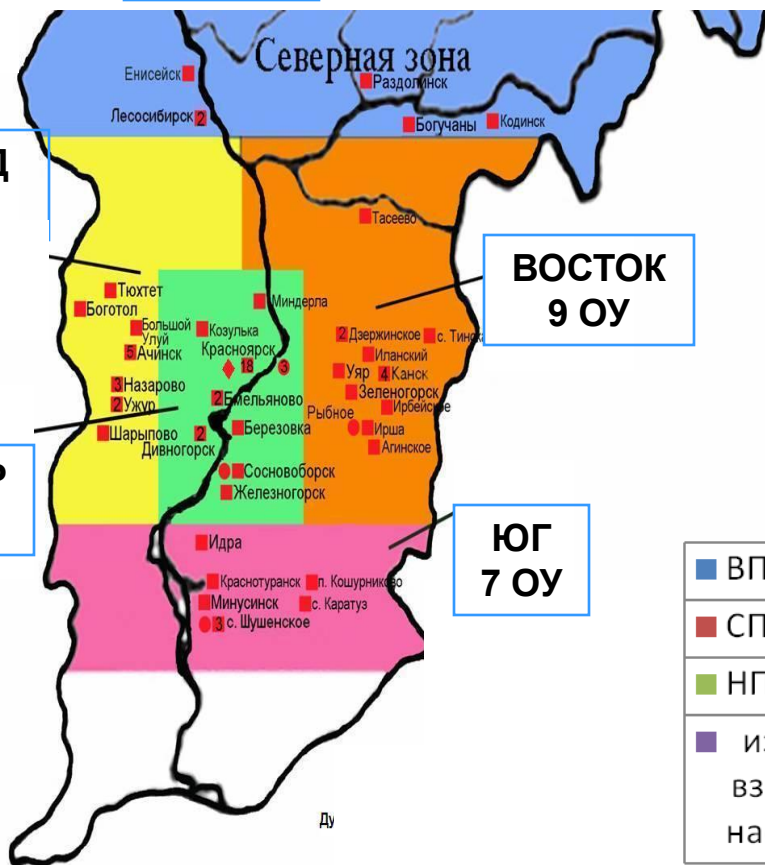 Северная зона
Енисейск
Раздолинск
Лесосибирск 2
Богучаны
Кодинск
Д
Тасеево
ВОСТОК
9 ОУ
Тюхтет
Боготол
Миндерла
Большой
Улуй
Козулька
2 Дзержинское
5 Ачинск
Красноярск
18
3
Иланский
Уяр
4 Канск
3 Назарово
2 Ужур
2 Емельяново
Зеленогорск
Ирбейское
Рыбное
Шарыпово
2
Дивногорск
Березовка
Ирша
Агинское
Сосновоборск
Железногорск
ЮГ
7 ОУ
Идра
Краснотуранск
п. Кошурниково
Минусинск
с. Каратуз
3 с. Шушенское
ВП
СП
вз
на
Ду